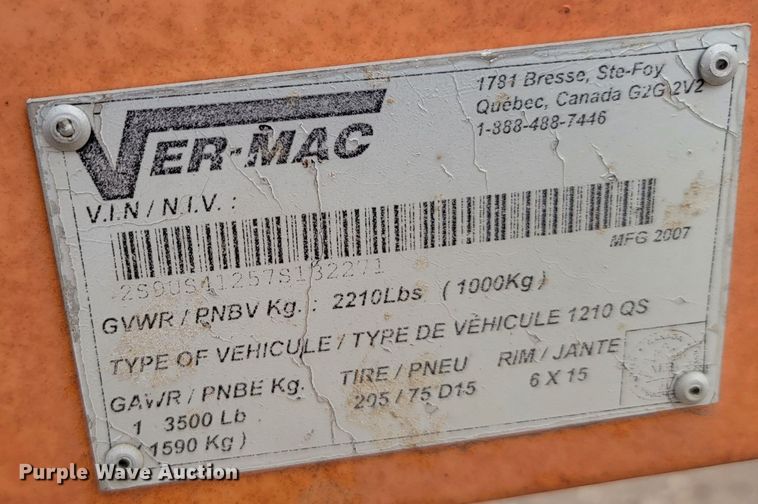 VER-MAC
1781 Bresse, Ste-Foy
Québec, Canada G2G 2V2
1-888-488-7446
V.I.N / N.I.V. :
MFG 2007
GVWR / PNBV Kg. : 2210Lbs ( 1000Kg )
TYPE OF VEHICULE / TYPE DE VÉHICULE 1210 QS
GAWR / PNBE Kg. TIRE / PNEU RIM / JANTE
1 3500 Lb 205 / 75 D15 6 X 15
( 1590 Kg )
Purple Wave Auction